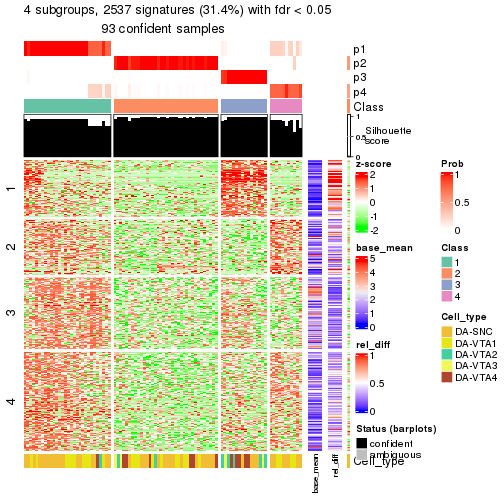 4 subgroups, 2537 signatures (31.4%) with fdr < 0.05
93 confident samples
p1
p2
p3
p4
Class
1
0.5
0
Silhouette
score
1
2
3
4
Cell_type
base_mean
rel_diff
z-score
2
1
0
-1
-2
base_mean
5
4
3
2
1
0
rel_diff
1
0.5
0
Status (barplots)
confident
ambiguous
Prob
1
0.5
0
Class
1
2
3
4
Cell_type
DA-SNC
DA-VTA1
DA-VTA2
DA-VTA3
DA-VTA4